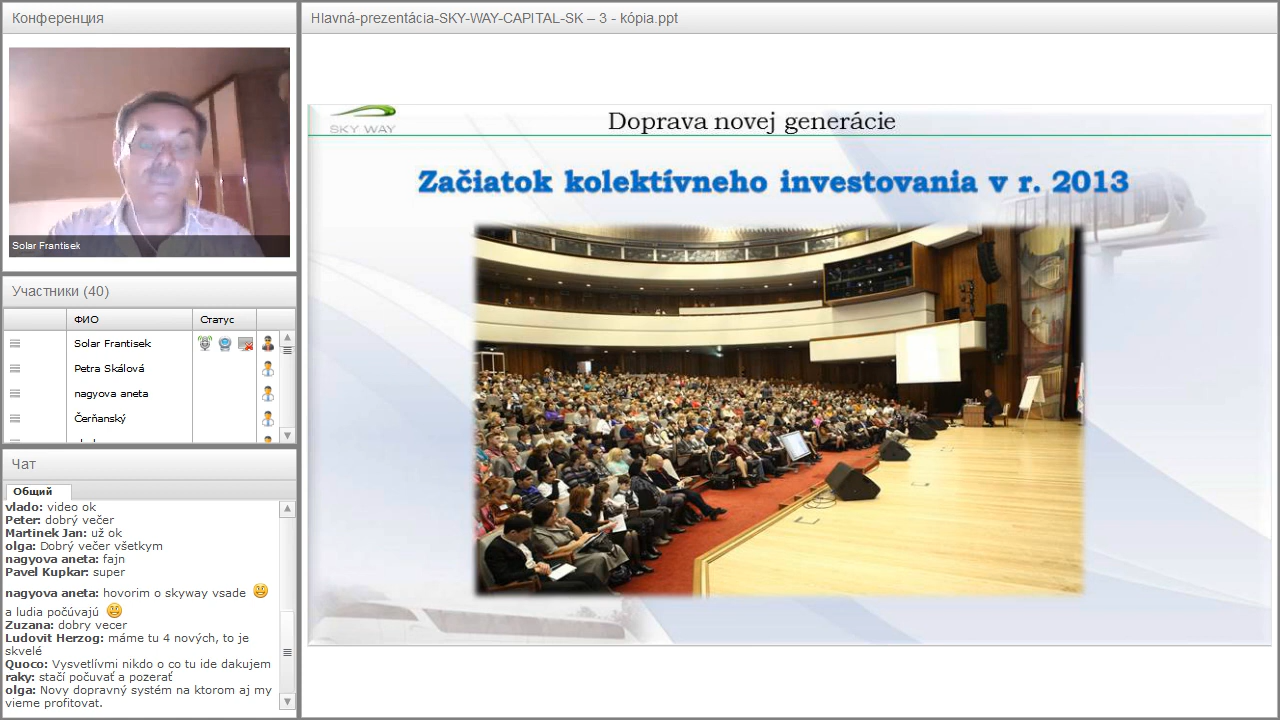 Конференция
Solar Frantisek
Участники (40)
ФИО
Статус
Solar Frantisek
Petra Skálová
nagyova aneta
Čerňanský
Чат
Общий
vlado: video ok
Peter: dobrý večer
Martinek Jan: už ok
olga: Dobrý večer všetkym
nagyova aneta: fajn
Pavel Kupkar: super
nagyova aneta: hovorim o skyway vsade
a ludia počúvajú
Zuzana: dobry vecer
Ludovit Herzog: máme tu 4 nových, to je
skvelé
Quoco: Vysvetlívmi nikdo o co tu ide dakujem
raky: stačí počuvať a pozerať
olga: Novy dopravný systém na ktorom aj my
vieme profitovat.
Hlavná-prezentácia-SKY-WAY-CAPITAL-SK – 3 - kópia.ppt
SKY WAY
Doprava novej generácie
Začiatok kolektívneho investovania v r. 2013